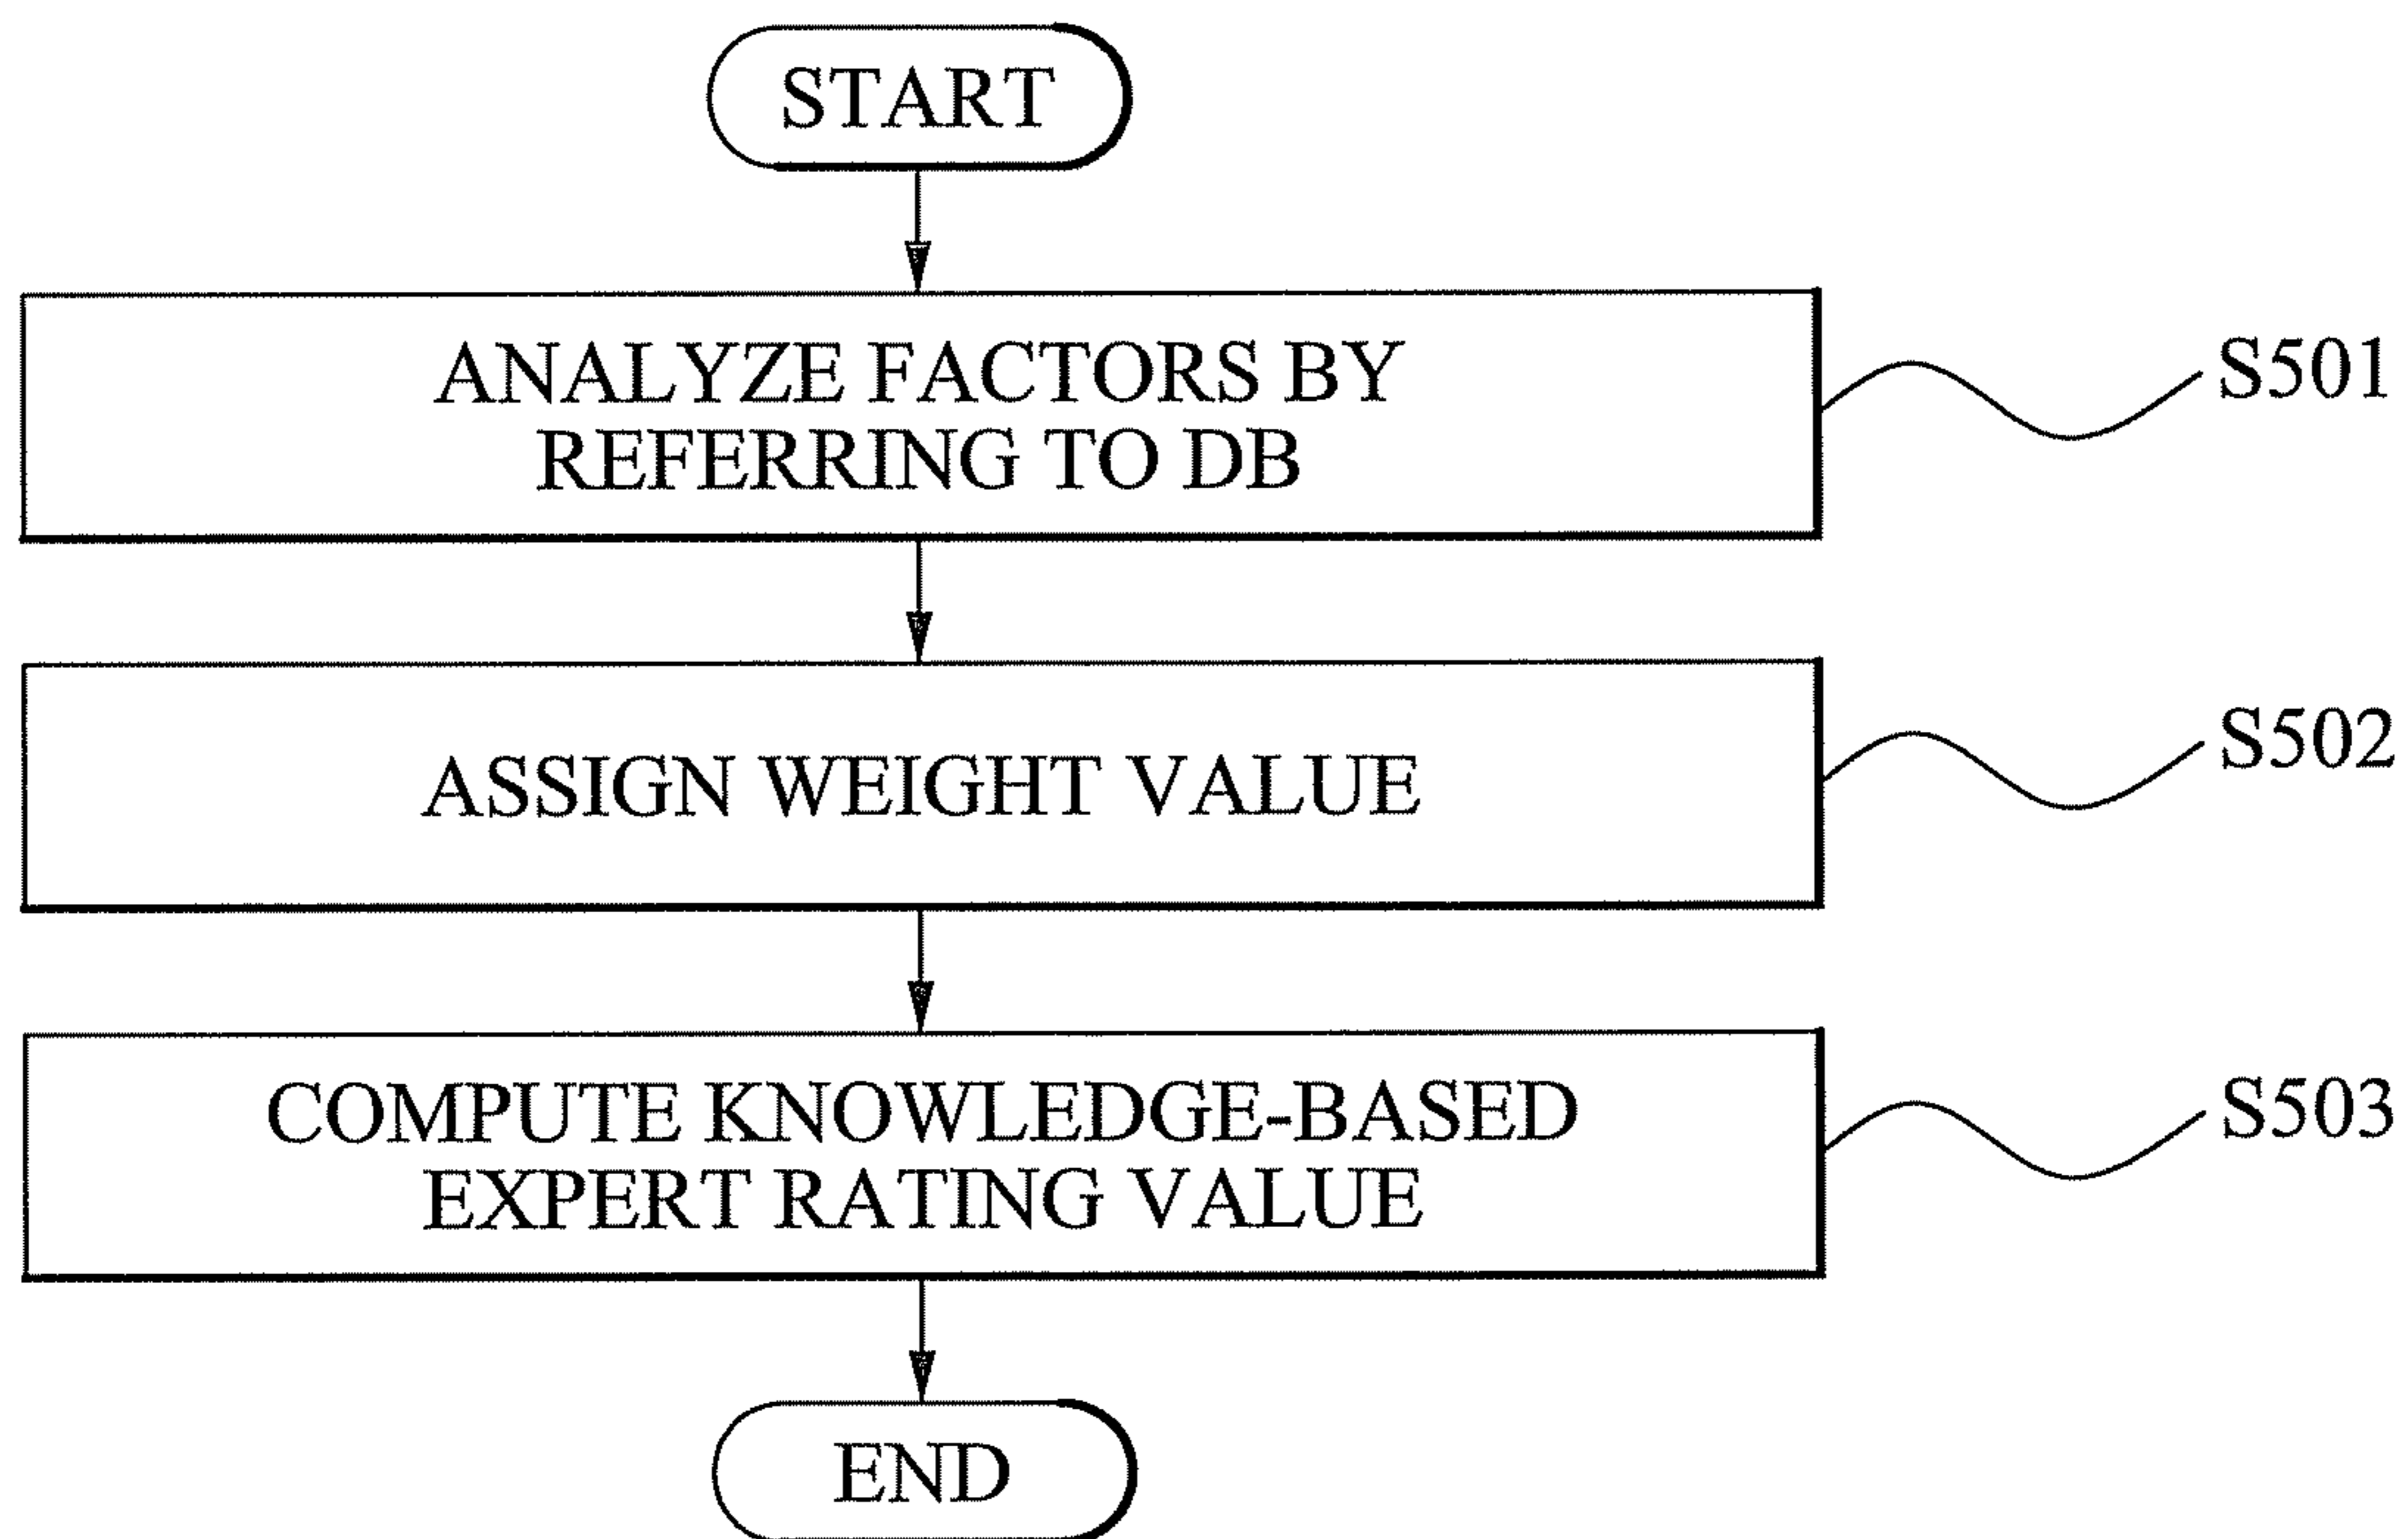 START
ANALYZE FACTORS BY
REFERRING TO DB
S501
ASSIGN WEIGHT VALUE
S502
COMPUTE KNOWLEDGE-BASED
EXPERT RATING VALUE
S503
END